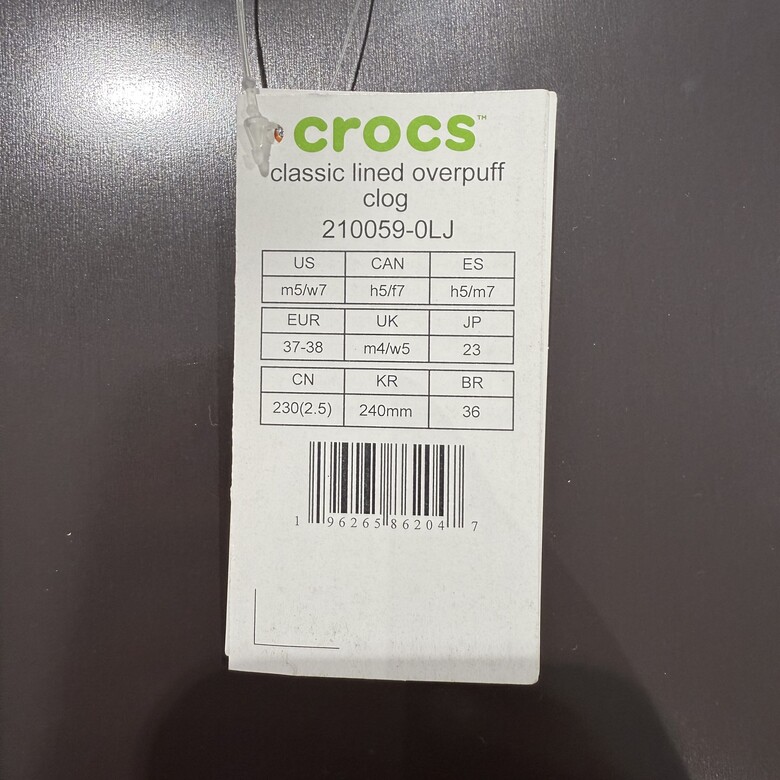 crocs™
classic lined overpuff
clog
210059-0LJ
US CAN ES
m5/w7 h5/f7 h5/m7
EUR UK JP
37-38 m4/w5 23
CN KR BR
230(2.5) 240mm 36
1 96265 86204 7